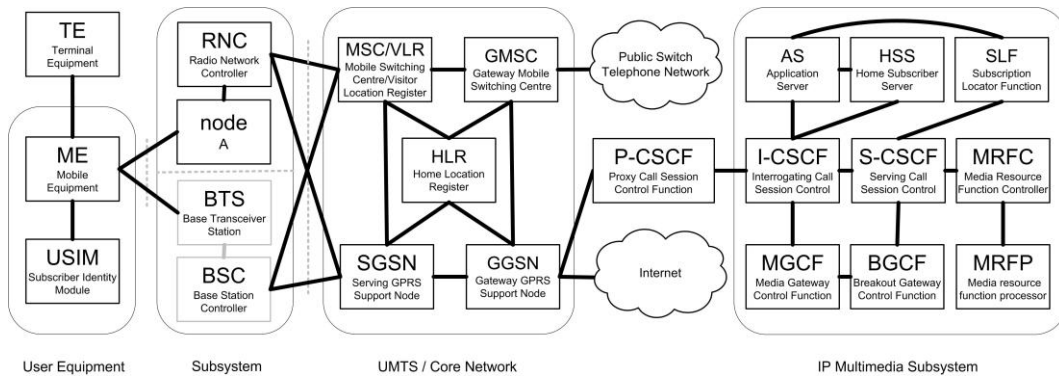 TE
Terminal
Equipment
ME
Mobile
Equipment
USIM
Subscriber Identity
Module
User Equipment
RNC
Radio Network
Controller
node
A
BTS
Base Transceiver
Station
BSC
Base Station
Controller
Subsystem
MSC/VLR
Mobile Switching
Centre/Visitor
Location Register
GMSC
Gateway Mobile
Switching Centre
HLR
Home Location
Register
SGSN
Serving GPRS
Support Node
GGSN
Gateway GPRS
Support Node
UMTS / Core Network
Public Switch
Telephone Network
P-CSCF
Proxy Call Session
Control Function
Internet
AS
Application
Server
HSS
Home Subscriber
Server
SLF
Subscription
Locator Function
I-CSCF
Interrogating Call
Session Control
S-CSCF
Serving Call
Session Control
MRFC
Media Resource
Function Controller
MGCF
Media Gateway
Control Function
BGCF
Breakout Gateway
Control Function
MRFP
Media resource
function processor
IP Multimedia Subsystem